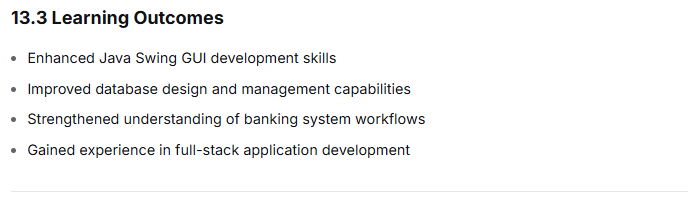 13.3 Learning Outcomes
• Enhanced Java Swing GUI development skills
• Improved database design and management capabilities
• Strengthened understanding of banking system workflows
• Gained experience in full-stack application development